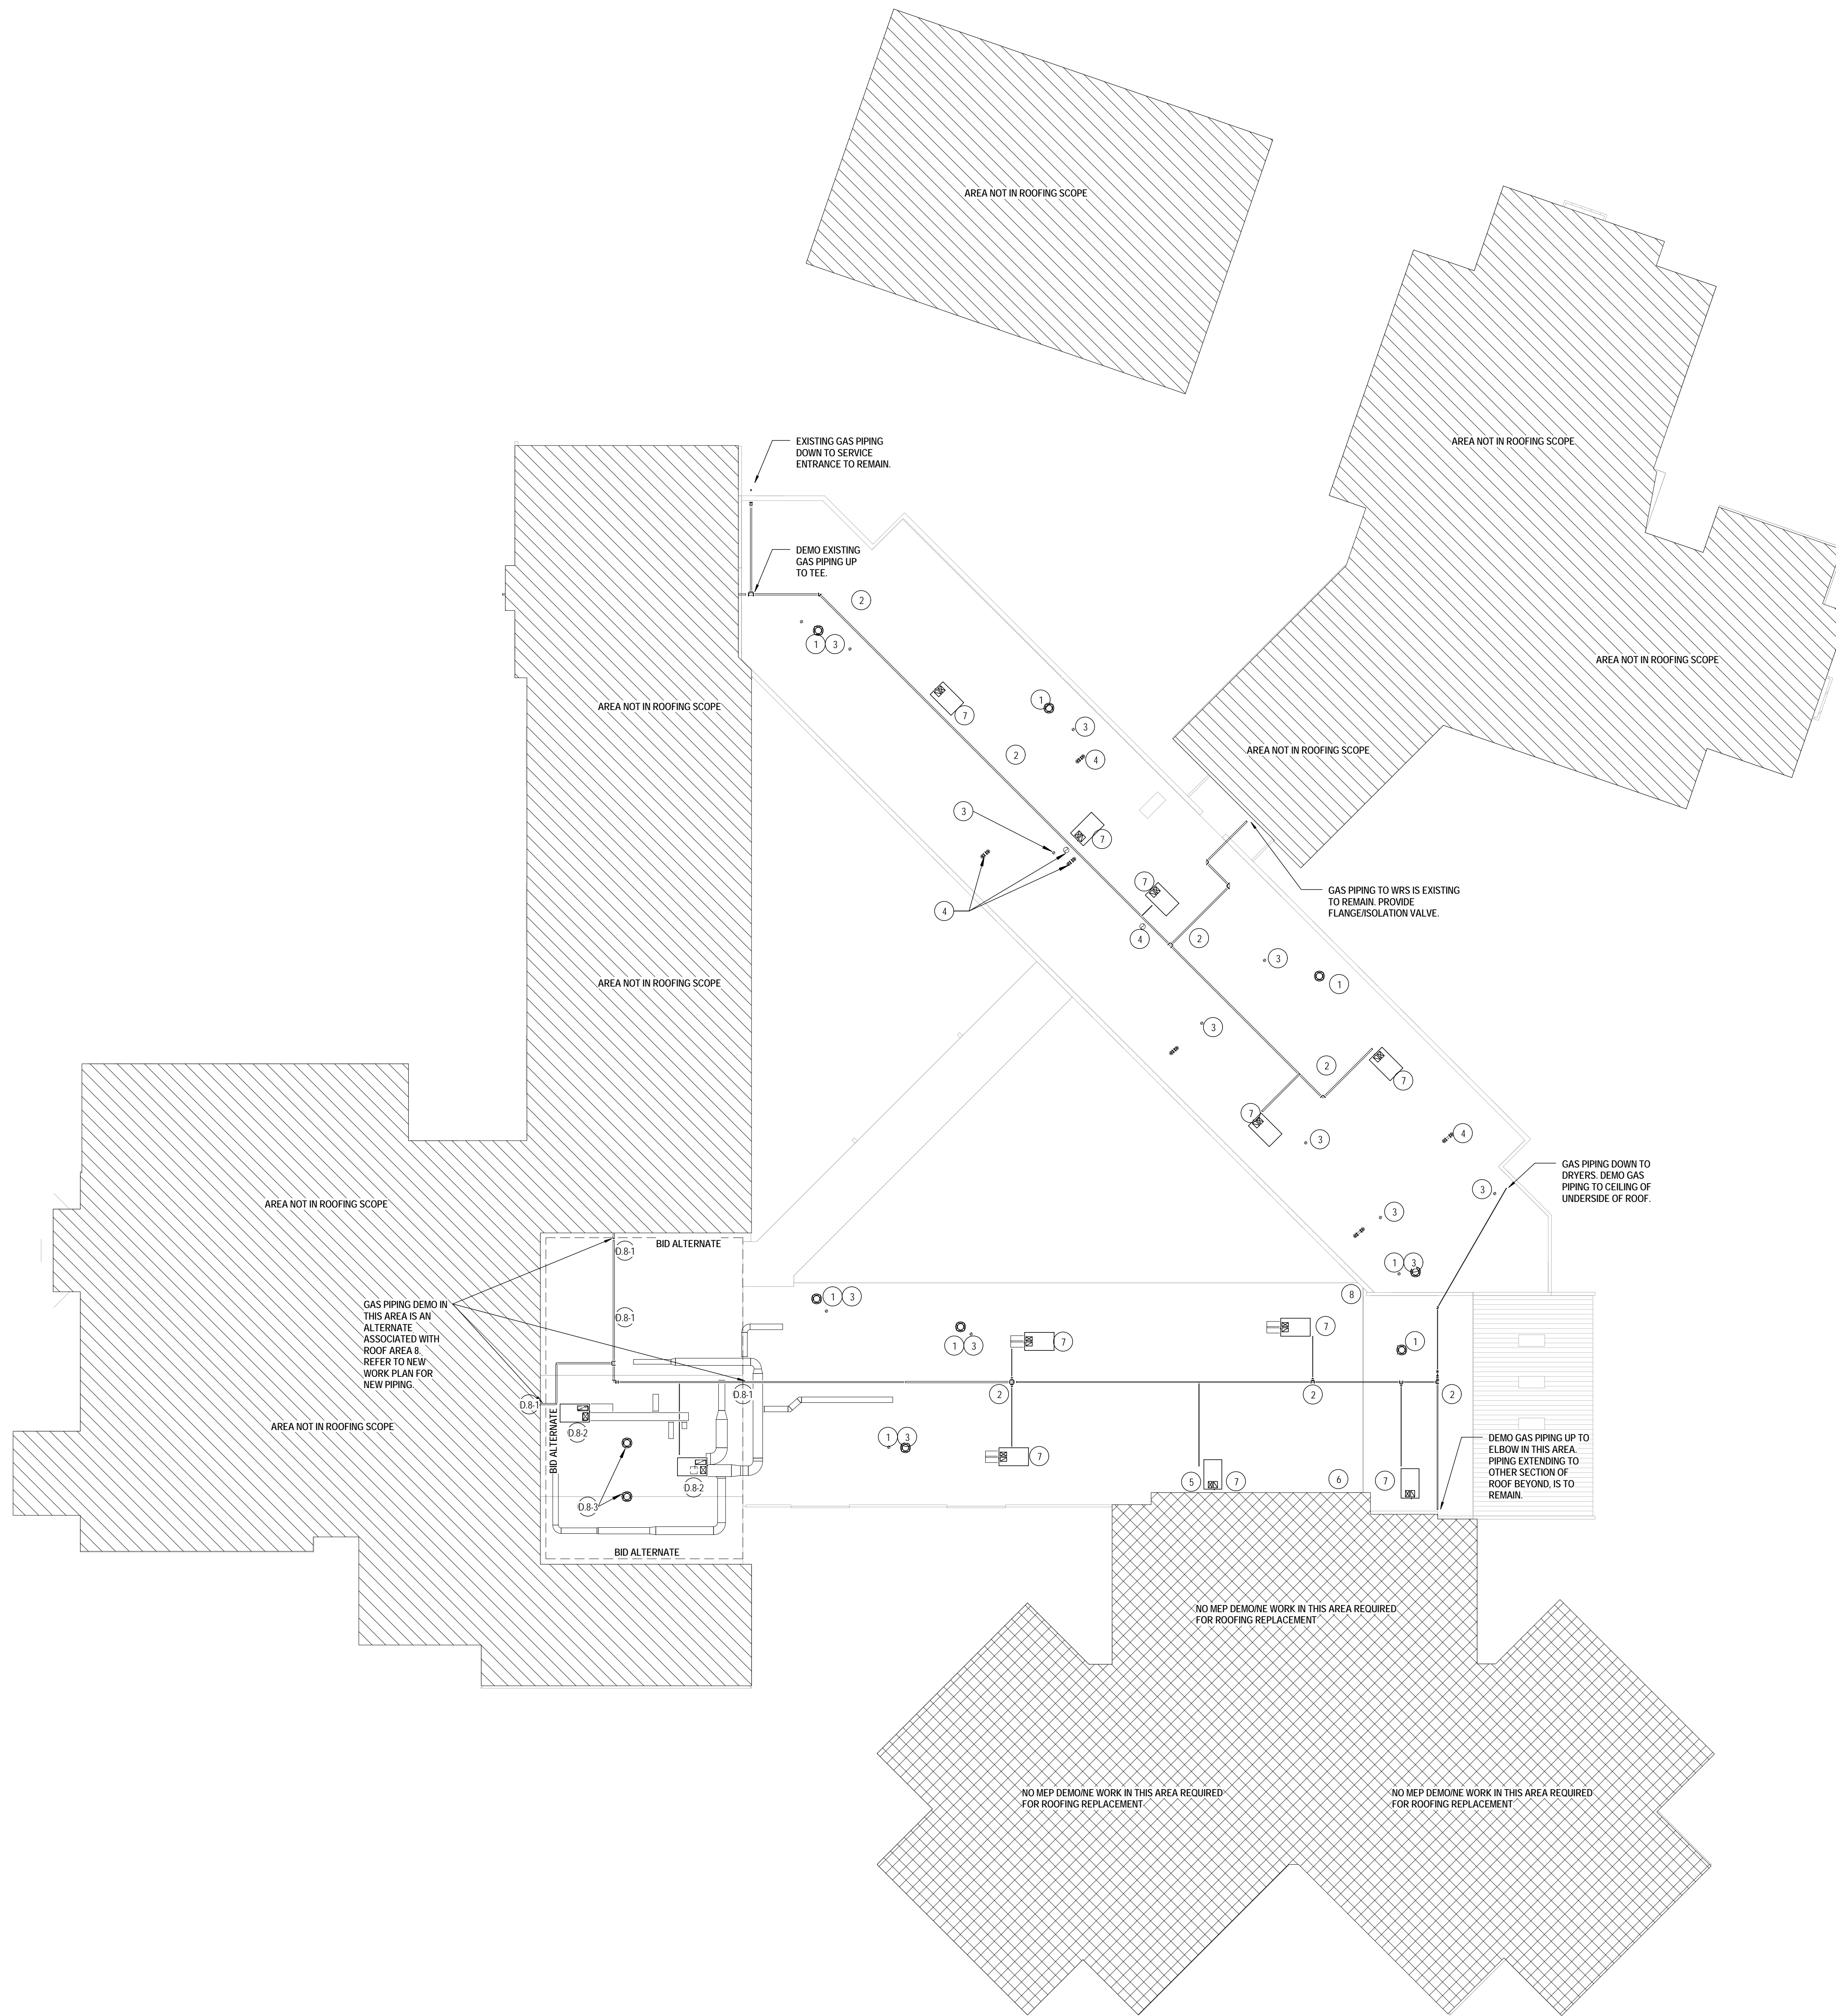 AREA NOT IN ROOFING SCOPE
AREA NOT IN ROOFING SCOPE
EXISTING GAS PIPING
DOWN TO SERVICE
ENTRANCE TO REMAIN.
DEMO EXISTING
GAS PIPING UP
TO TEE.
2
1
3
AREA NOT IN ROOFING SCOPE
AREA NOT IN ROOFING SCOPE
1
7
3
2
4
AREA NOT IN ROOFING SCOPE
3
7
7
GAS PIPING TO WRS IS EXISTING
TO REMAIN. PROVIDE
FLANGE/ISOLATION VALVE.
4
4
2
3
1
AREA NOT IN ROOFING SCOPE
3
2
7
7
3
4
GAS PIPING DOWN TO
DRYERS. DEMO GAS
PIPING TO CEILING OF
UNDERSIDE OF ROOF.
3
AREA NOT IN ROOFING SCOPE
3
BID ALTERNATE
D.8-1
1
3
GAS PIPING DEMO IN
THIS AREA IS AN
ALTERNATE
ASSOCIATED WITH
ROOF AREA 8.
REFER TO NEW
WORK PLAN FOR
NEW PIPING.
D.8-1
1
3
8
1
3
7
7
1
D.8-1
D.8-1
2
2
2
AREA NOT IN ROOFING SCOPE
BID ALTERNATE
D.8-2
1
3
7
DEMO GAS PIPING UP TO
ELBOW IN THIS AREA.
PIPING EXTENDING TO
OTHER SECTION OF
ROOF BEYOND, IS TO
REMAIN.
D.8-2
5
7
6
7
D.8-3
BID ALTERNATE
NO MEP DEMO/NE WORK IN THIS AREA REQUIRED
FOR ROOFING REPLACEMENT
NO MEP DEMO/NE WORK IN THIS AREA REQUIRED
FOR ROOFING REPLACEMENT
NO MEP DEMO/NE WORK IN THIS AREA REQUIRED
FOR ROOFING REPLACEMENT